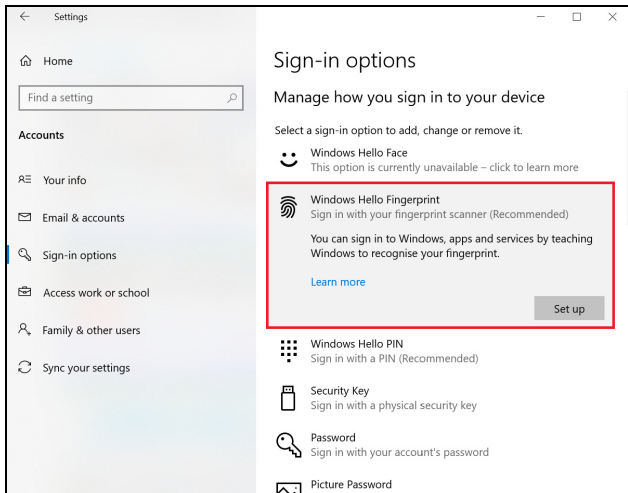 Settings
Home
Find a setting
Accounts
Your info
Email & accounts
Sign-in options
Access work or school
Family & other users
Sync your settings
Sign-in options
Manage how you sign in to your device
Select a sign-in option to add, change or remove it.
Windows Hello Face
This option is currently unavailable – click to learn more
Windows Hello Fingerprint
Sign in with your fingerprint scanner (Recommended)
You can sign in to Windows, apps and services by teaching
Windows to recognise your fingerprint.
Learn more
Set up
Windows Hello PIN
Sign in with a PIN (Recommended)
Security Key
Sign in with a physical security key
Password
Sign in with your account's password
Picture Password